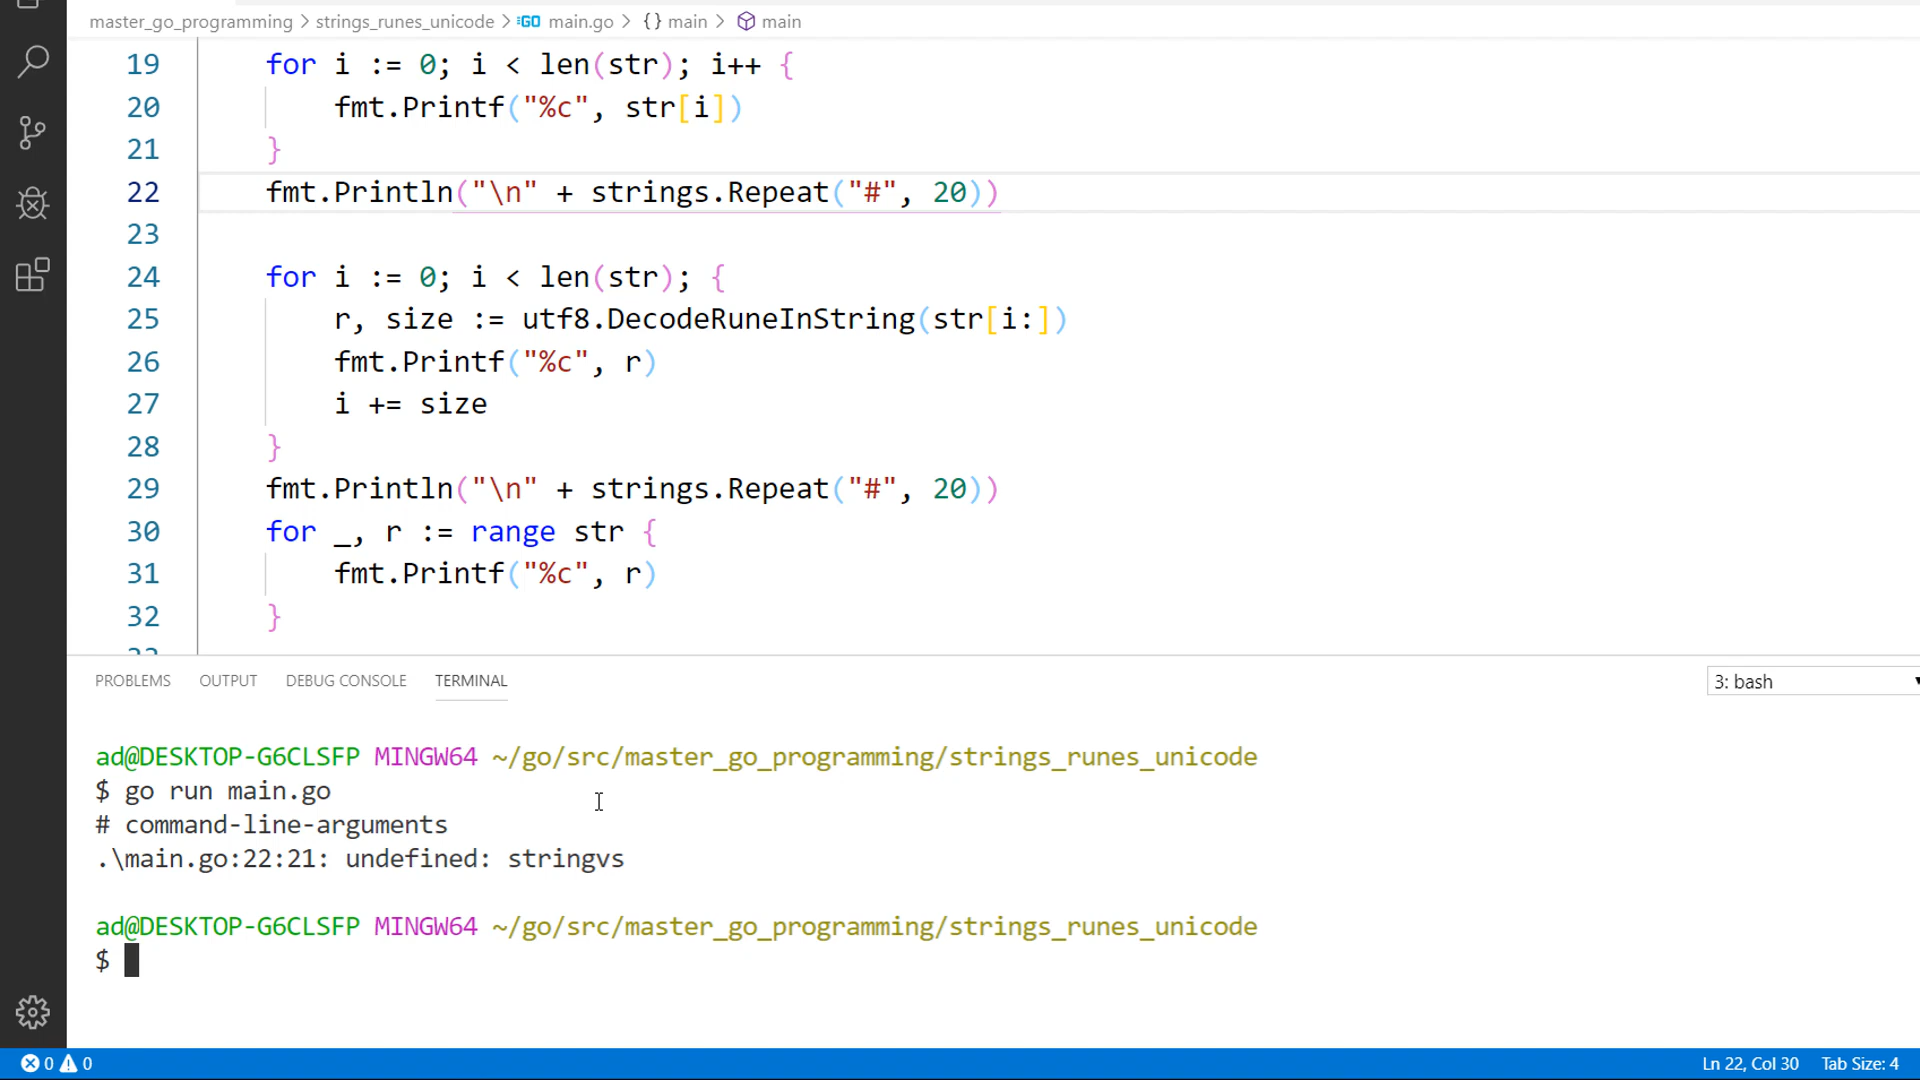 master_go_programming > strings_runes_unicode > GO main.go > {} main > main
19 for i := 0; i < len(str); i++ {
20 fmt.Printf("%c", str[i])
21 }
22 fmt.Println("\n" + strings.Repeat("#", 20))
23
24 for i := 0; i < len(str); {
25 r, size := utf8.DecodeRuneInString(str[i:])
26 fmt.Printf("%c", r)
27 i += size
28 }
29 fmt.Println("\n" + strings.Repeat("#", 20))
30 for _, r := range str {
31 fmt.Printf("%c", r)
32 }
PROBLEMS OUTPUT DEBUG CONSOLE TERMINAL 3: bash
ad@DESKTOP-G6CLSFP MINGW64 ~/go/src/master_go_programming/strings_runes_unicode
$ go run main.go
# command-line-arguments
.\main.go:22:21: undefined: stringvs
ad@DESKTOP-G6CLSFP MINGW64 ~/go/src/master_go_programming/strings_runes_unicode
$
0 0 Ln 22, Col 30 Tab Size: 4